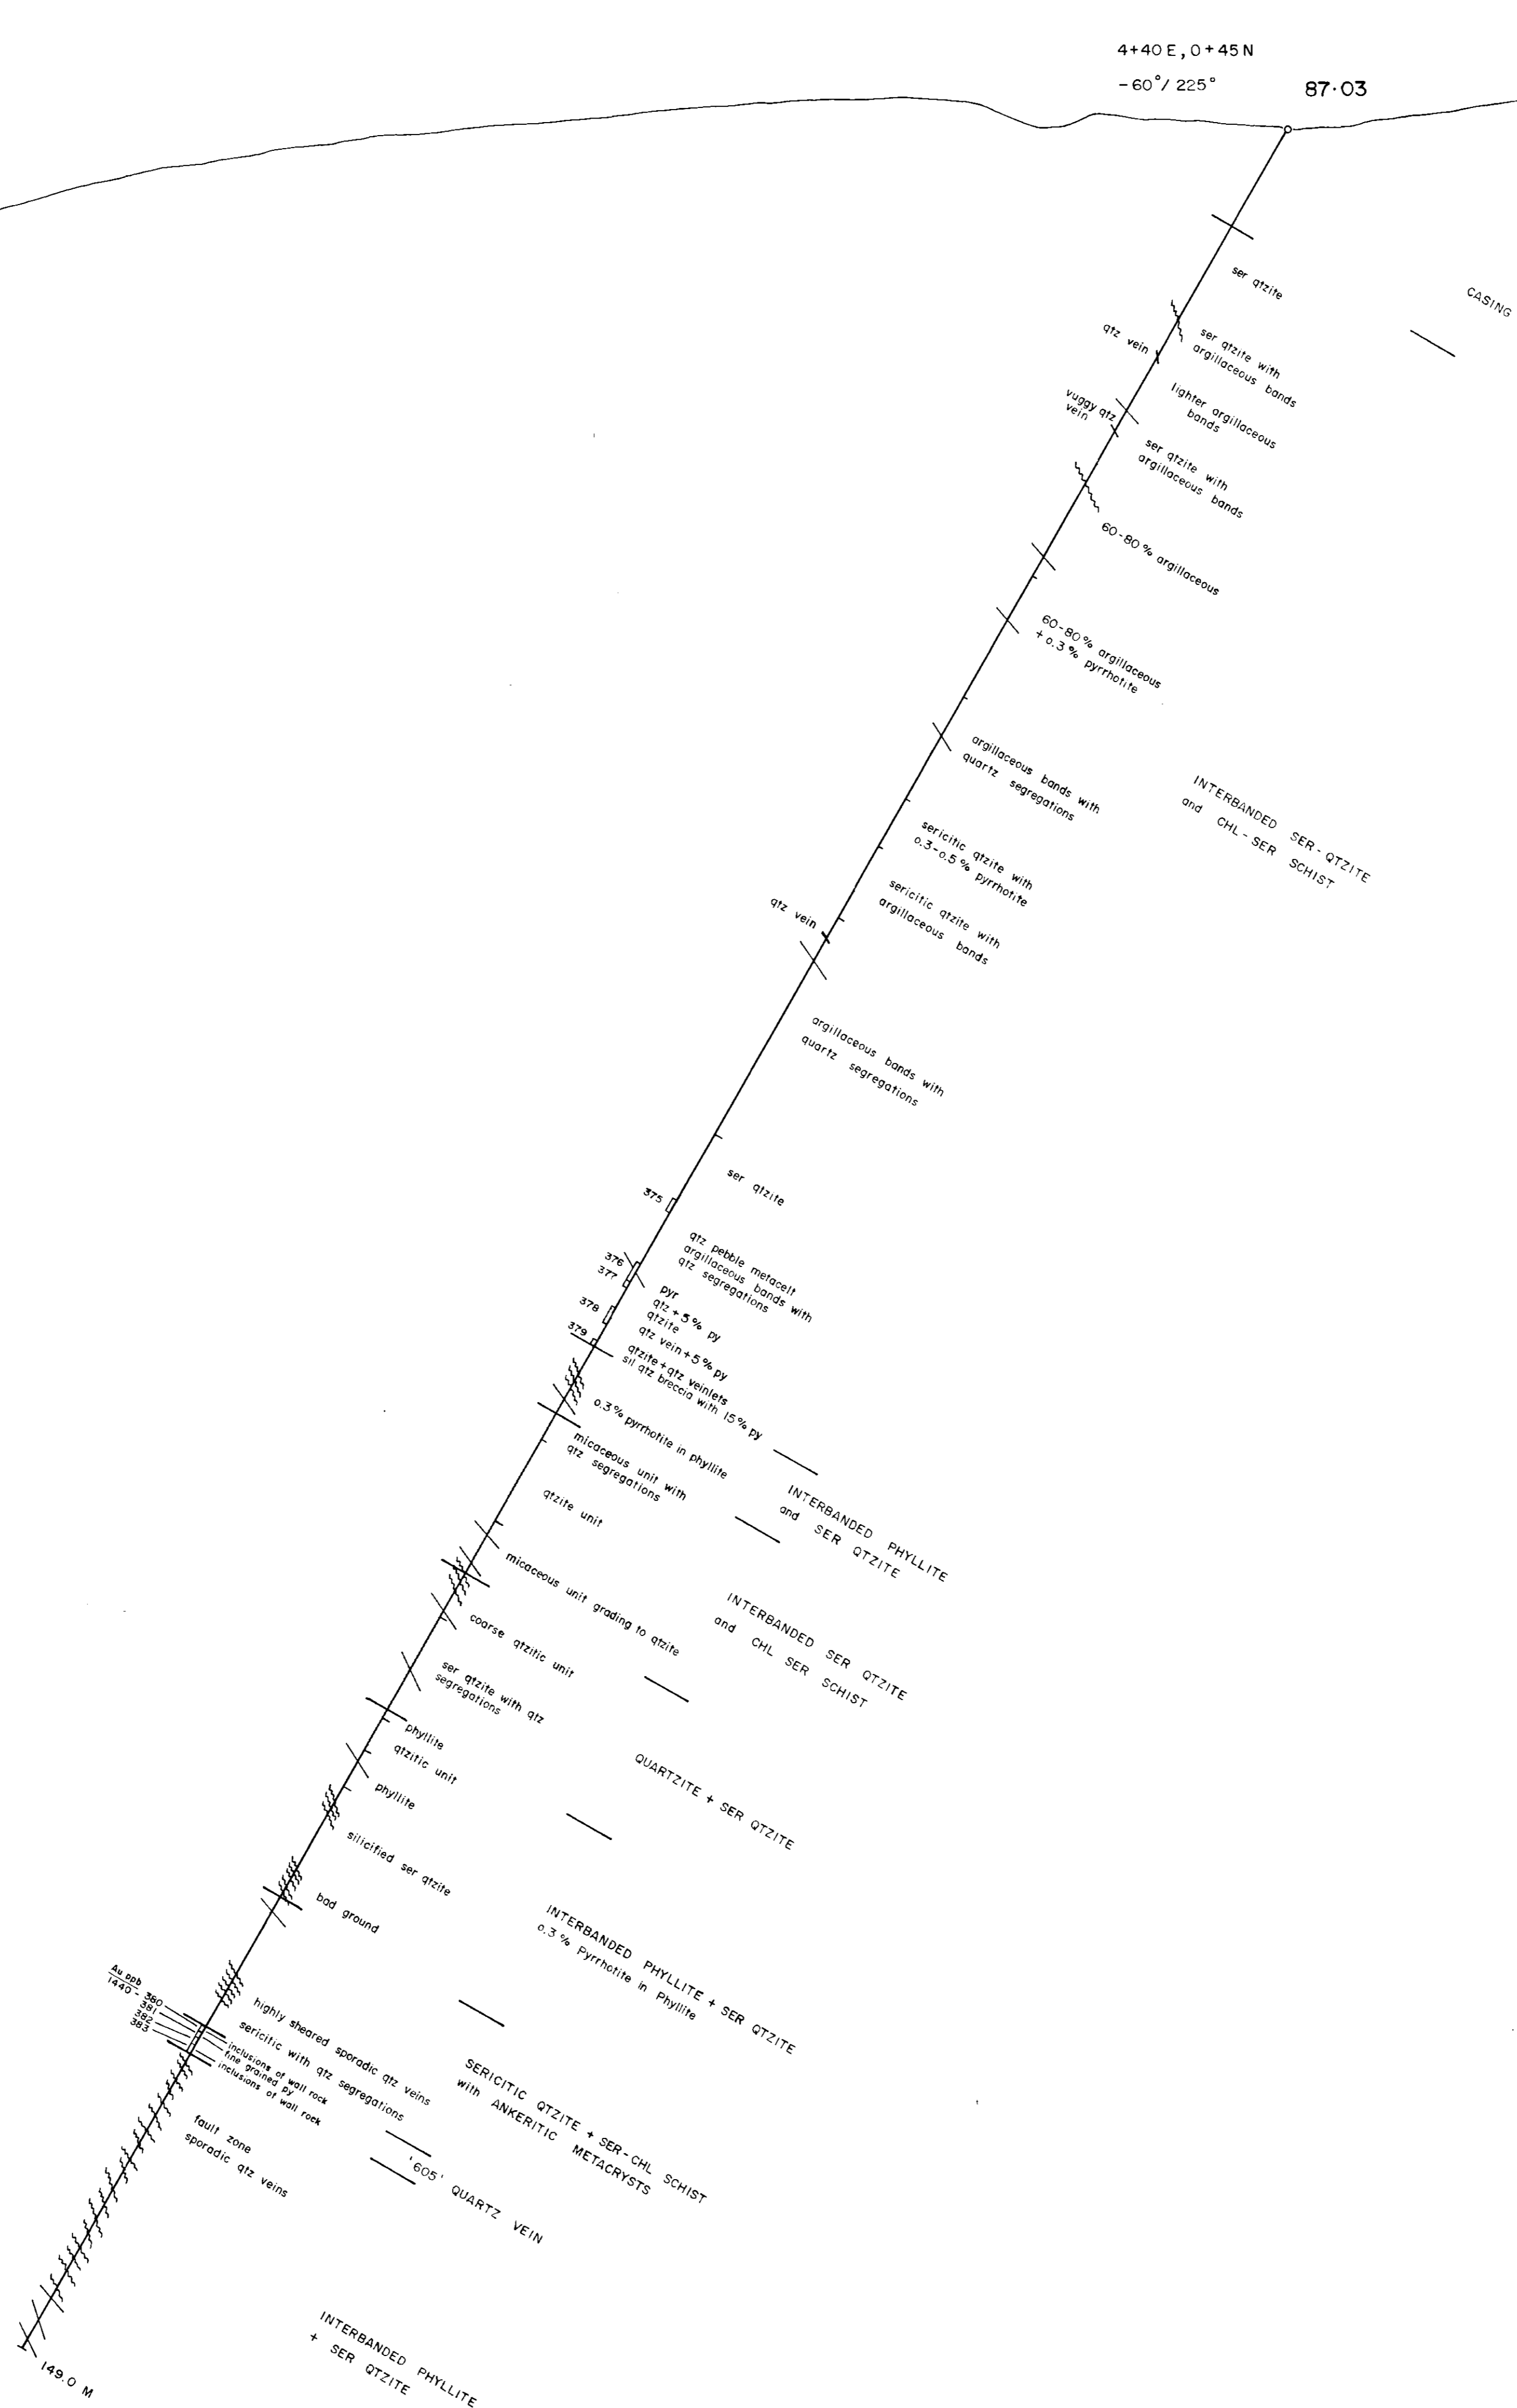 4+40 E, 0+45 N
-60°/ 225°
87·03
CASING
ser qtzite
ser qtzite with
argillaceous bands
qtz vein
lighter argillaceous
bands
vuggy qtz
vein
ser qtzite with
argillaceous bands
60-80 % argillaceous
60-80 % argillaceous
+ 0.3 % pyrrhotite
argillaceous bands with
quartz segregations
INTERBANDED SER-QTZITE
and CHL-SER SCHIST
sericitic qtzite with
0.3-0.5 % pyrrhotite
sericitic qtzite with
argillaceous bands
qtz vein
argillaceous bands with
quartz segregations
ser qtzite
375
qtz pebble metacelt
argillaceous bands with
qtz segregations
376
377
pyr
qtz + 5 % py
qtzite
378
qtz vein + 5 % py
379
qtzite + qtz veinlets
sil qtz breccia with 15 % py
0.3 % pyrrhotite in phyllite
INTERBANDED PHYLLITE
and SER QTZITE
micaceous unit with
qtz segregations
qtzite unit
INTERBANDED SER QTZITE
and CHL SER SCHIST
micaceous unit grading to qtzite
coarse qtzitic unit
ser qtzite with qtz
segregations
QUARTZITE + SER QTZITE
phyllite
qtzitic unit
phyllite
silicified ser qtzite
INTERBANDED PHYLLITE + SER QTZITE
0.3 % Pyrrhotite in Phyllite
bad ground
highly sheared sporadic qtz veins
sericitic with qtz segregations
SERICITIC QTZITE + SER-CHL SCHIST
with ANKERITIC METACRYSTS
Au ppb
380
1440 - 381
382
383
inclusions of wall rock
fine grained py
inclusions of wall rock
'605' QUARTZ VEIN
fault zone
sporadic qtz veins
INTERBANDED PHYLLITE
+ SER QTZITE
149.0 M